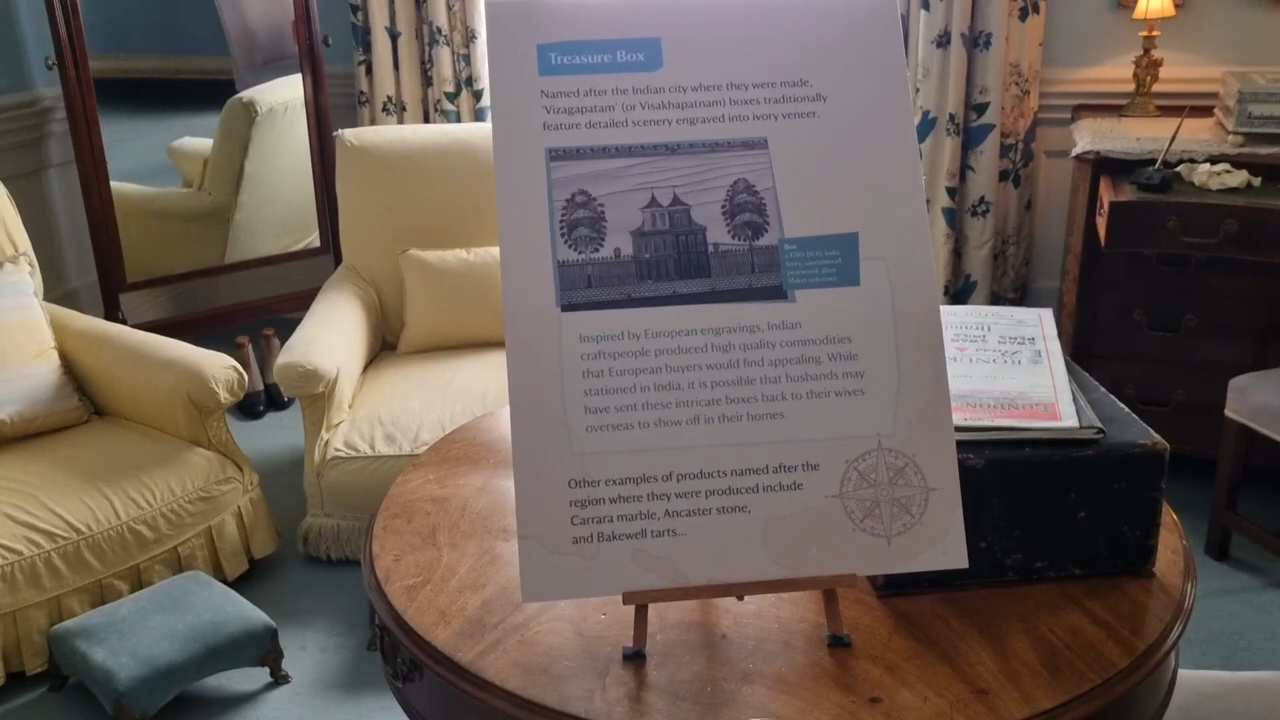 Treasure Box
Named after the Indian city where they were made,
'Vizagapatam' (or Visakhapatnam) boxes traditionally
feature detailed scenery engraved into ivory veneer.
Box
Inspired by European engravings, Indian
craftspeople produced high quality commodities
that European buyers would find appealing. While
stationed in India, it is possible that husbands may
have sent these intricate boxes back to their wives
overseas to show off in their homes.
Other examples of products named after the
region where they were produced include
Carrara marble, Ancaster stone,
and Bakewell tarts...
LONDON